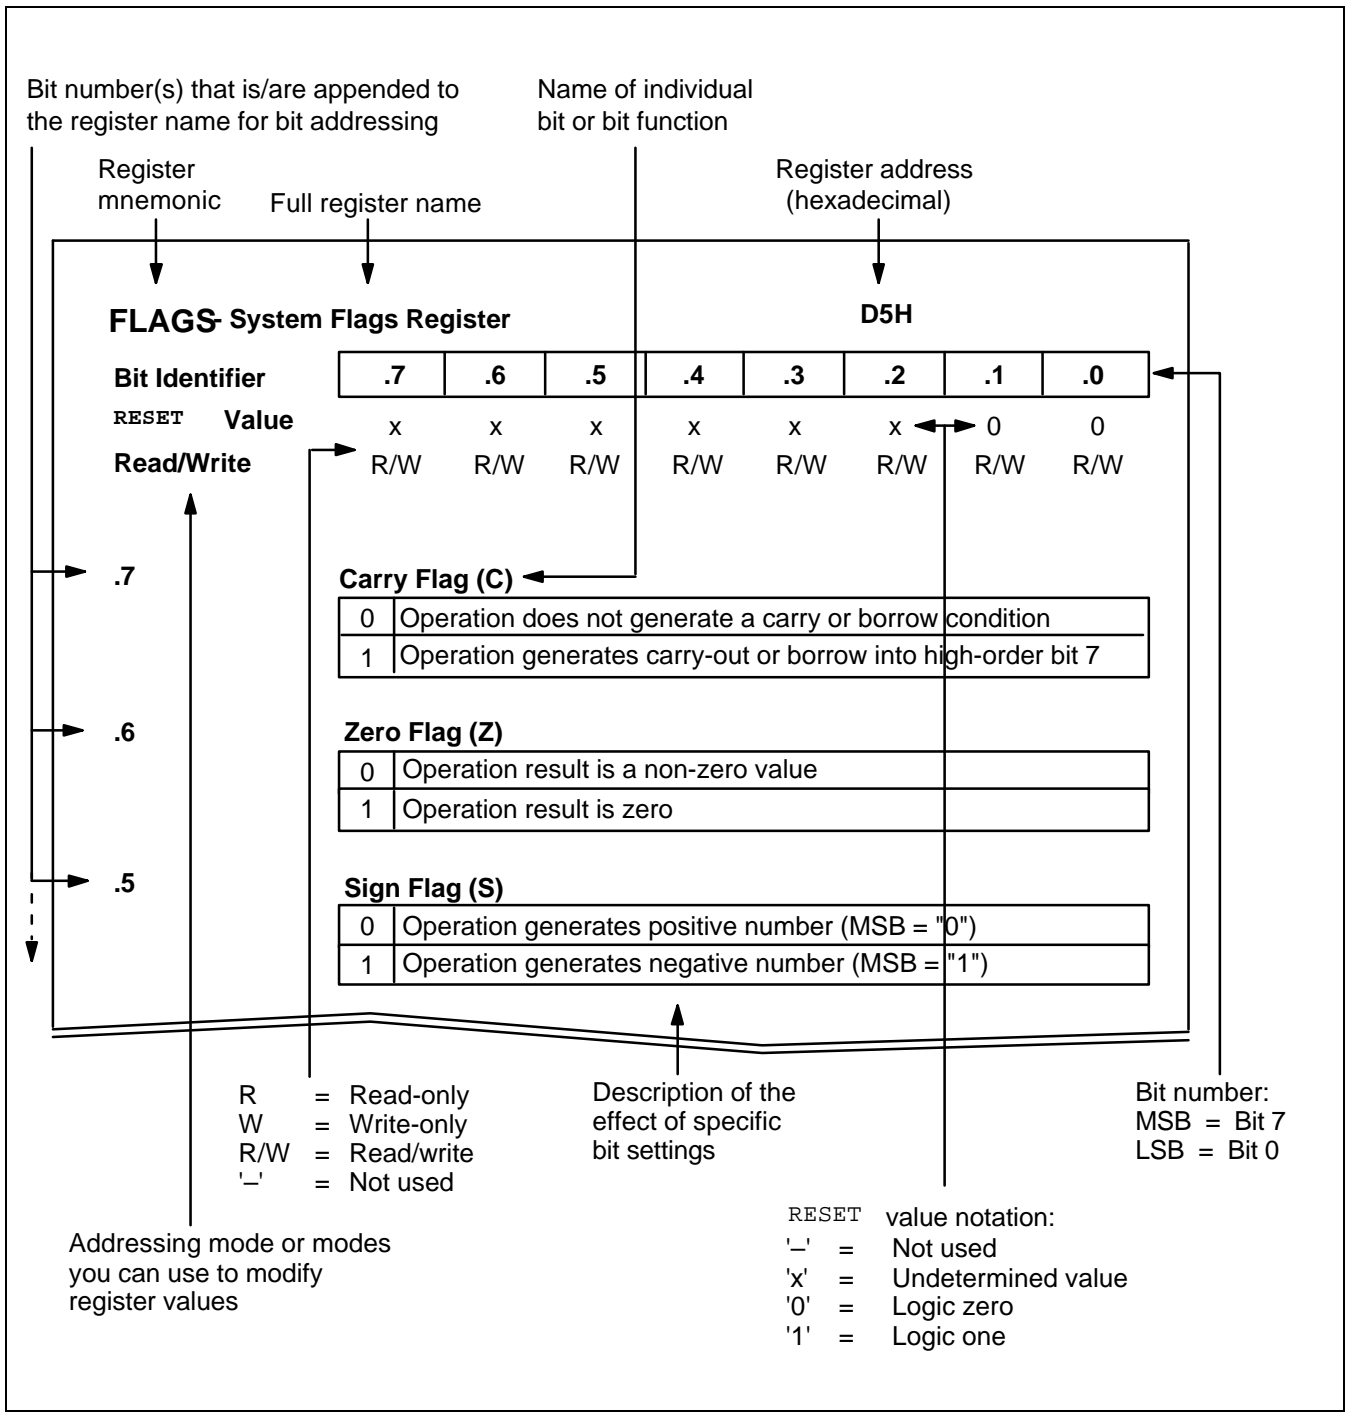 Bit number(s) that is/are appended to
the register name for bit addressing
Name of individual
bit or bit function
Register
mnemonic
Full register name
Register address
(hexadecimal)
FLAGS- System Flags Register D5H
Bit Identifier .7 .6 .5 .4 .3 .2 .1 .0
RESET Value x x x x x x 0 0
Read/Write R/W R/W R/W R/W R/W R/W R/W R/W
.7 Carry Flag (C)
0 Operation does not generate a carry or borrow condition
1 Operation generates carry-out or borrow into high-order bit 7
.6 Zero Flag (Z)
0 Operation result is a non-zero value
1 Operation result is zero
.5 Sign Flag (S)
0 Operation generates positive number (MSB = "0")
1 Operation generates negative number (MSB = "1")
R = Read-only
W = Write-only
R/W = Read/write
'–' = Not used
Description of the
effect of specific
bit settings
Bit number:
MSB = Bit 7
LSB = Bit 0
Addressing mode or modes
you can use to modify
register values
RESET value notation:
'–' = Not used
'x' = Undetermined value
'0' = Logic zero
'1' = Logic one